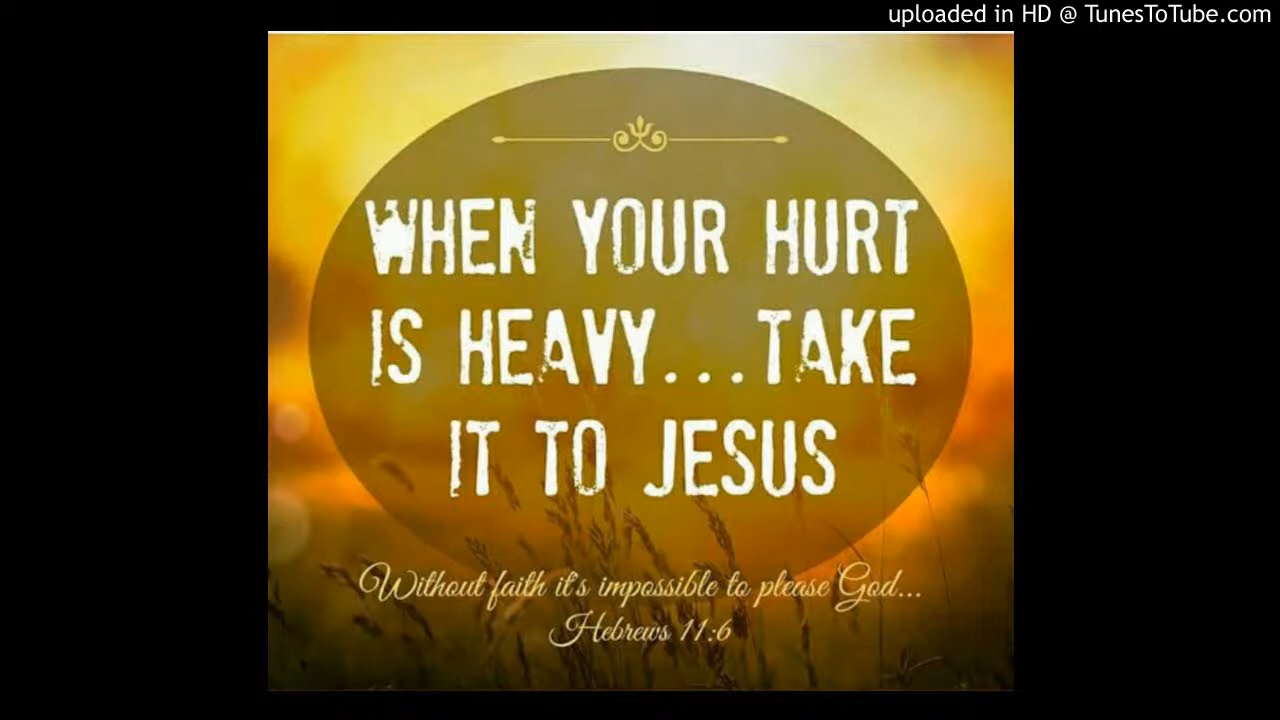 uploaded in HD @ TunesToTube.com
WHEN YOUR HURT
IS HEAVY...TAKE
IT TO JESUS
Without faith it's impossible to please God...
Hebrews 11:6